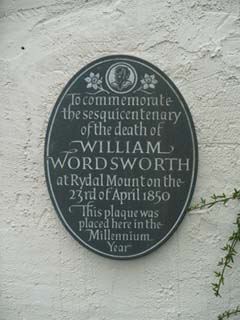 To commemorate
the sesquicentenary
of the death of
WILLIAM
WORDSWORTH
at Rydal Mount on the
23rd of April 1850
This plaque was
placed here in the
Millennium
Year